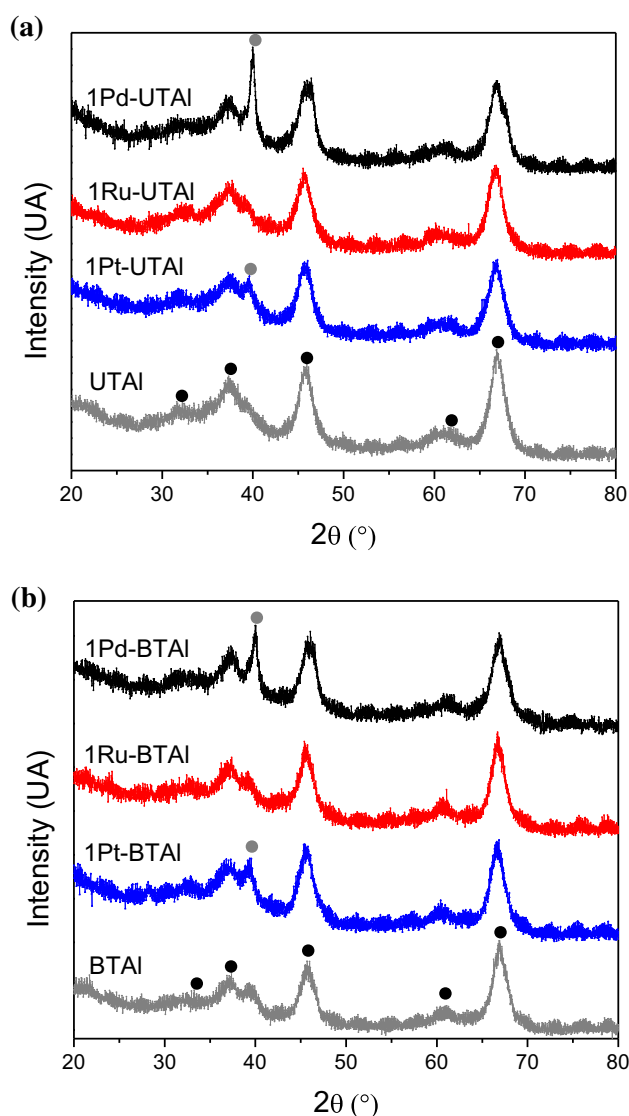 (a)
1Pd-UTAl
1Ru-UTAl
1Pt-UTAl
UTAl
Intensity (UA)
20 30 40 50 60 70 80
2θ (°)
(b)
1Pd-BTAl
1Ru-BTAl
1Pt-BTAl
BTAl
Intensity (UA)
20 30 40 50 60 70 80
2θ (°)